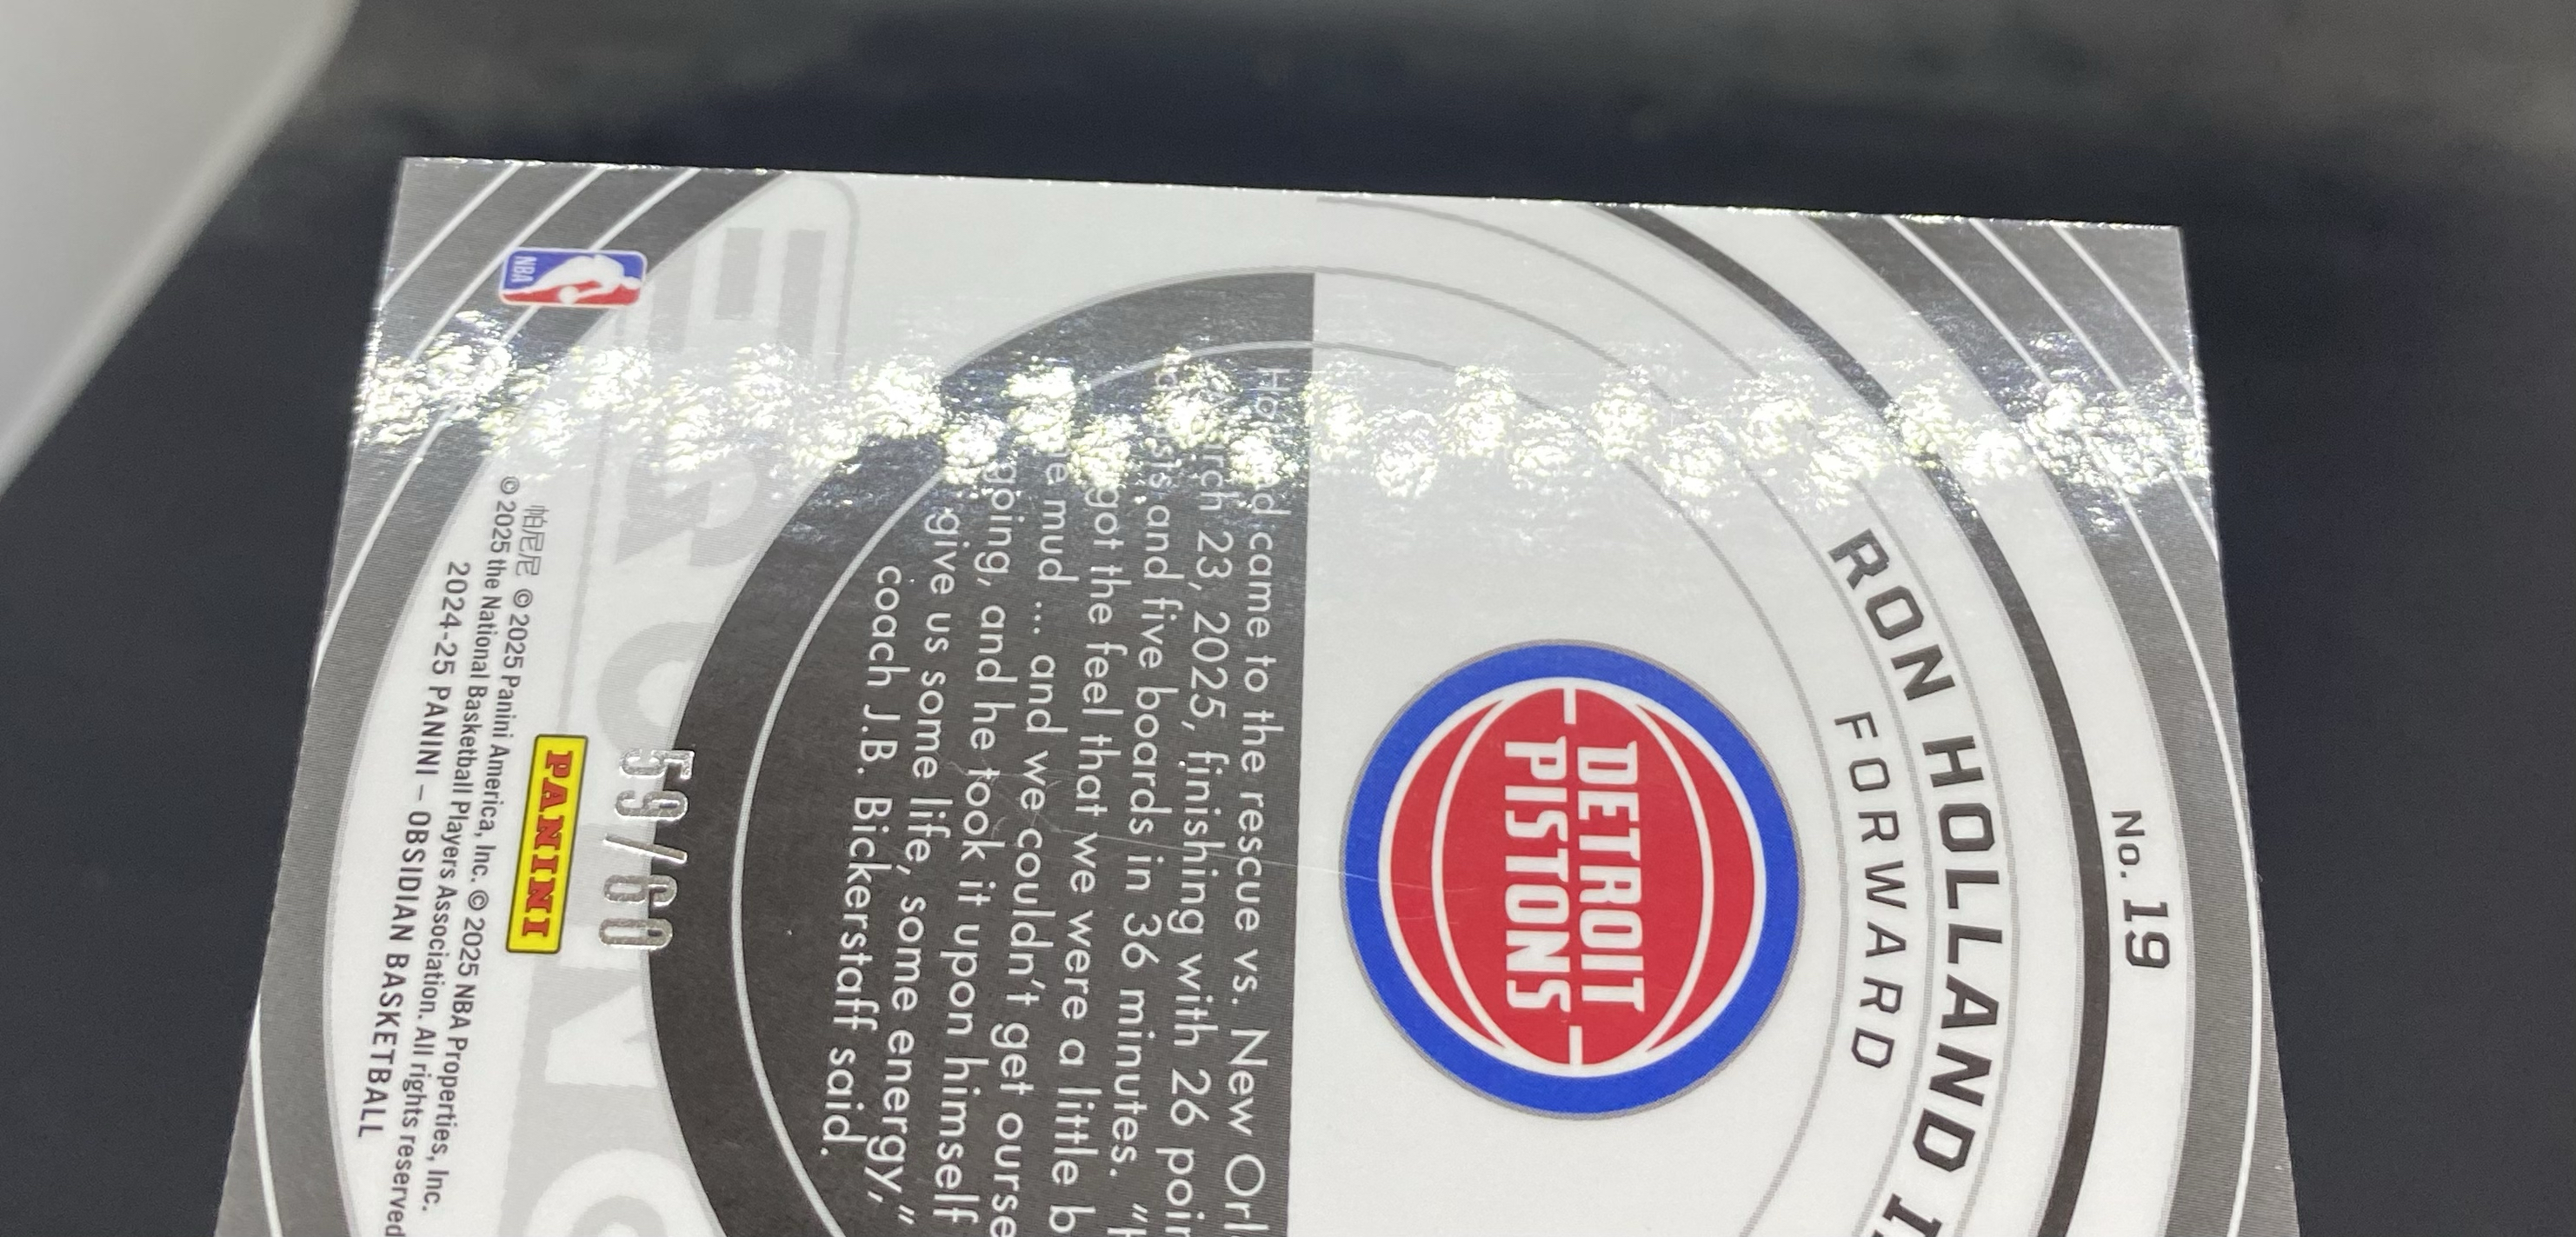 No. 19
RON HOLLAND
FORWARD
DETROIT
PISTONS
came to the rescue vs. New
23, 2025, finishing with 26
and five boards in 36 minutes.
got the feel that we were a little
mud ... and we couldn't get
going, and he took it upon himself
give us some life, some energy,"
coach J.B. Bickerstaff said.
59/60
PANINI
帕尼尼 © 2025 Panini America, Inc. © 2025 NBA Properties, Inc.
© 2025 the National Basketball Players Association. All rights reserved
2024-25 PANINI – OBSIDIAN BASKETBALL
NBA